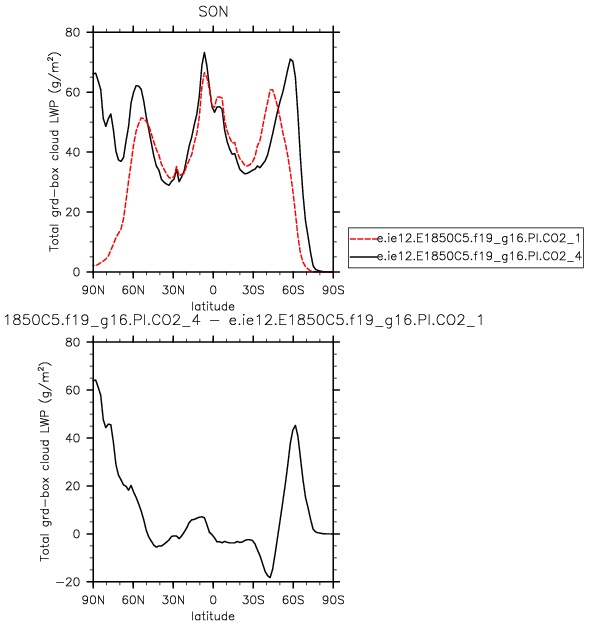 SON
Total grd-box cloud LWP (g/m²)
80
60
40
20
0
90N 60N 30N 0 30S 60S 90S
latitude
e.ie12.E1850C5.f19_g16.PI.CO2_1
e.ie12.E1850C5.f19_g16.PI.CO2_4
1850C5.f19_g16.PI.CO2_4 - e.ie12.E1850C5.f19_g16.PI.CO2_1
Total grd-box cloud LWP (g/m²)
80
60
40
20
0
-20
90N 60N 30N 0 30S 60S 90S
latitude